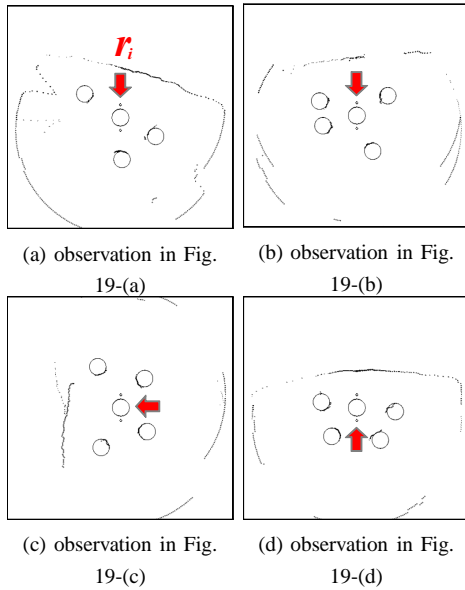 r_i
(a) observation in Fig.
19-(a)
(b) observation in Fig.
19-(b)
(c) observation in Fig.
19-(c)
(d) observation in Fig.
19-(d)